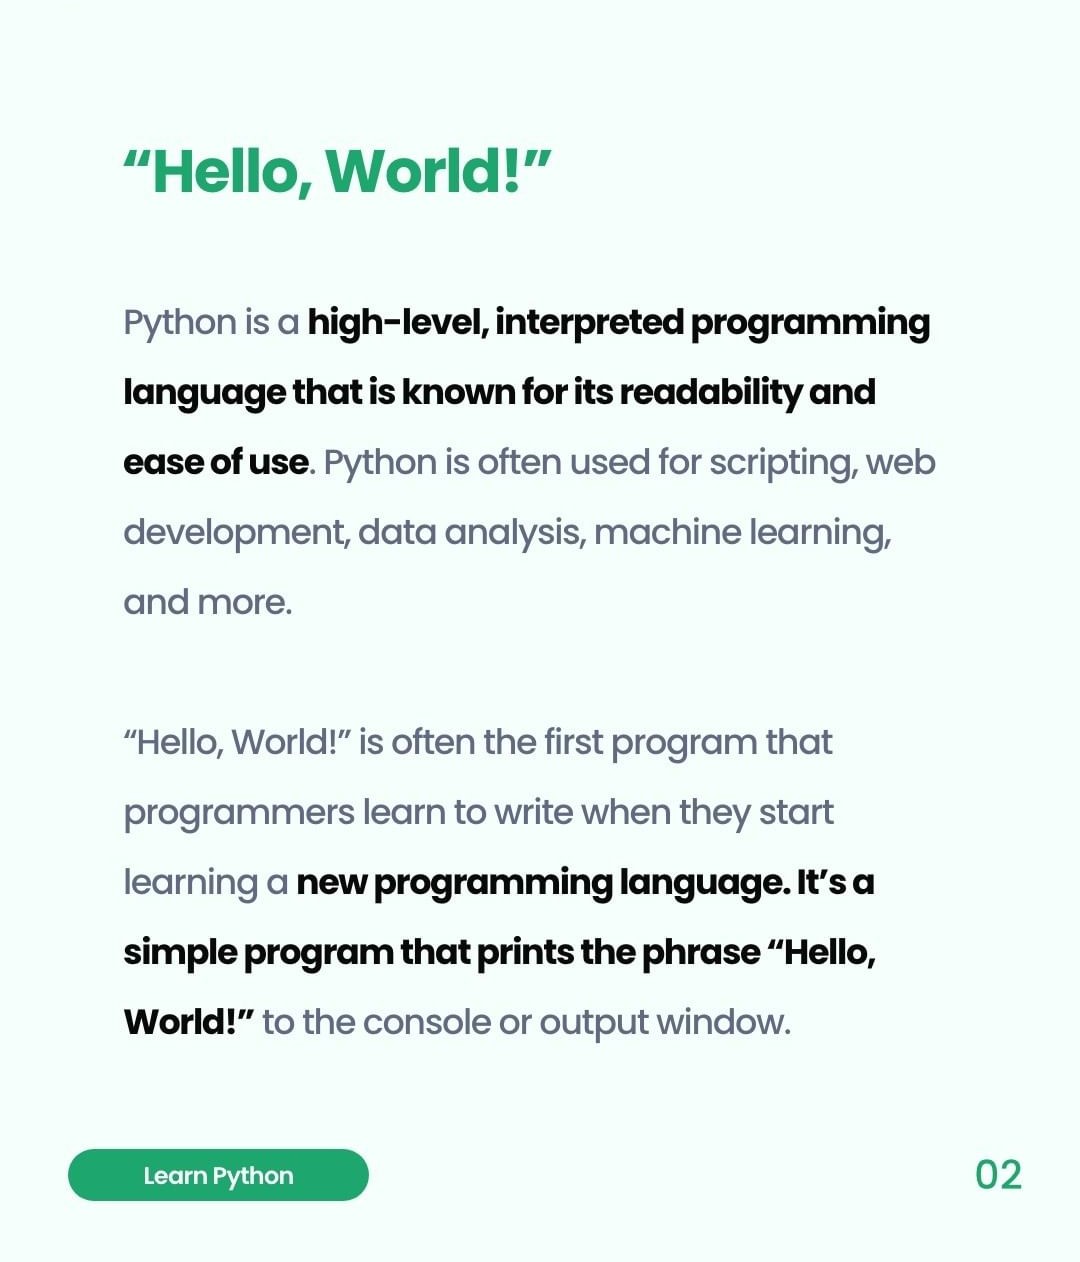 “Hello, World!”
Python is a high-level, interpreted programming
language that is known for its readability and
ease of use. Python is often used for scripting, web
development, data analysis, machine learning,
and more.
“Hello, World!” is often the first program that
programmers learn to write when they start
learning a new programming language. It’s a
simple program that prints the phrase “Hello,
World!” to the console or output window.
Learn Python
02